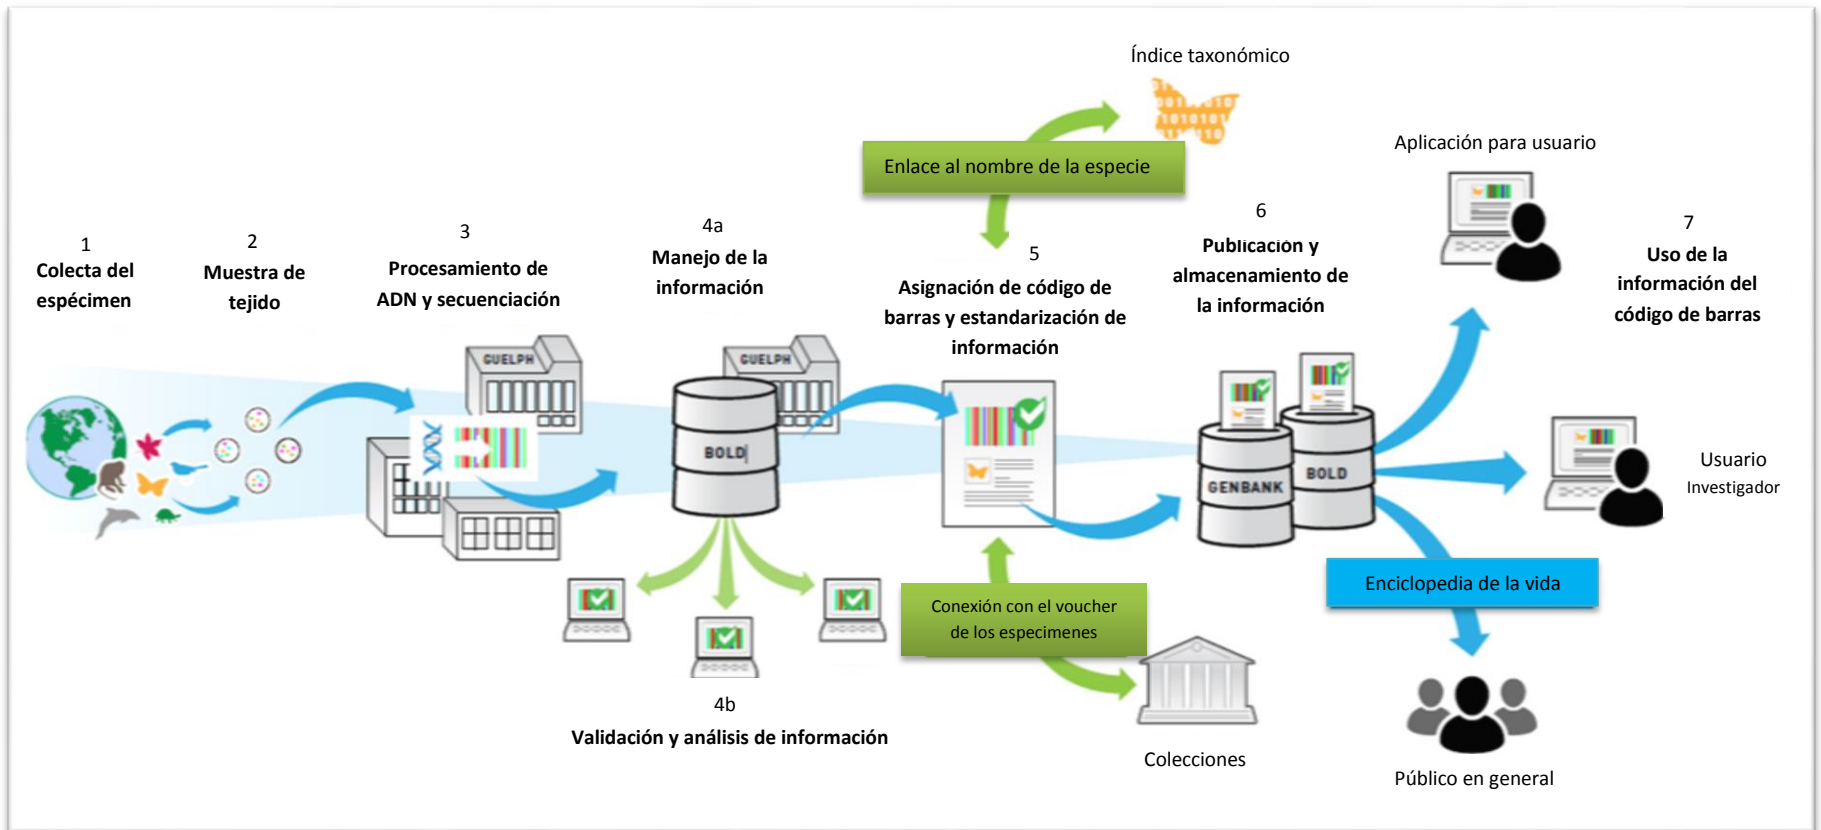 Índice taxonómico
Enlace al nombre de la especie
Aplicación para usuario
1
Colecta del
espécimen
2
Muestra de
tejido
3
Procesamiento de
ADN y secuenciación
4a
Manejo de la
información
5
Asignación de código de
barras y estandarización de
información
6
Publicación y
almacenamiento de
la información
7
Uso de la
información del
código de barras
GUELPH
GUELPH
BOLD
GENBANK
BOLD
Usuario
Investigador
Enciclopedia de la vida
Conexión con el voucher
de los especimenes
4b
Validación y análisis de información
Colecciones
Público en general